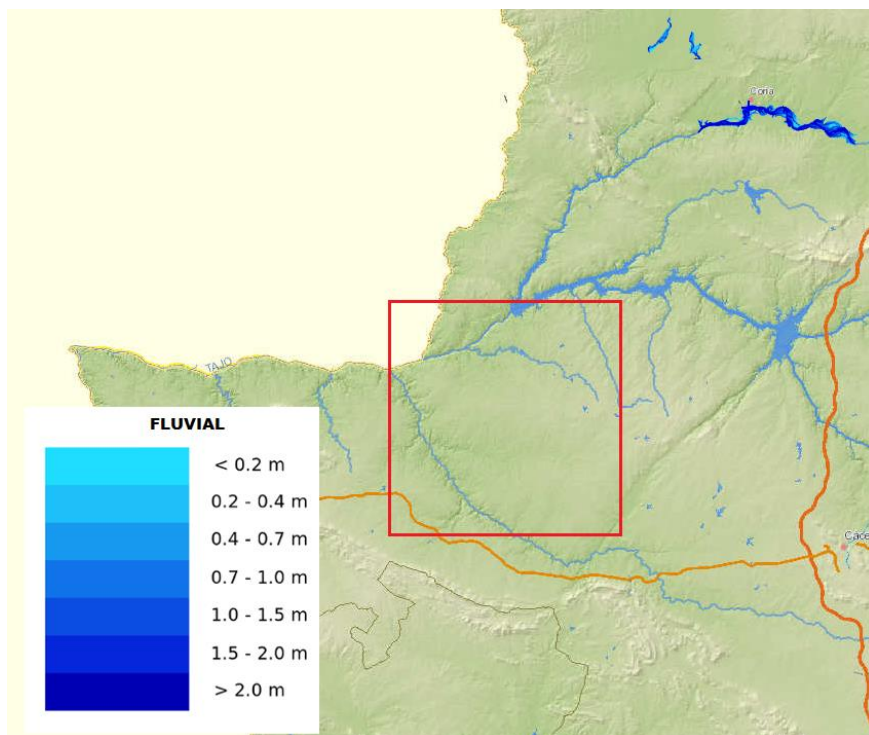 Coria
TAJO
Cace
FLUVIAL
< 0.2 m
0.2 - 0.4 m
0.4 - 0.7 m
0.7 - 1.0 m
1.0 - 1.5 m
1.5 - 2.0 m
> 2.0 m